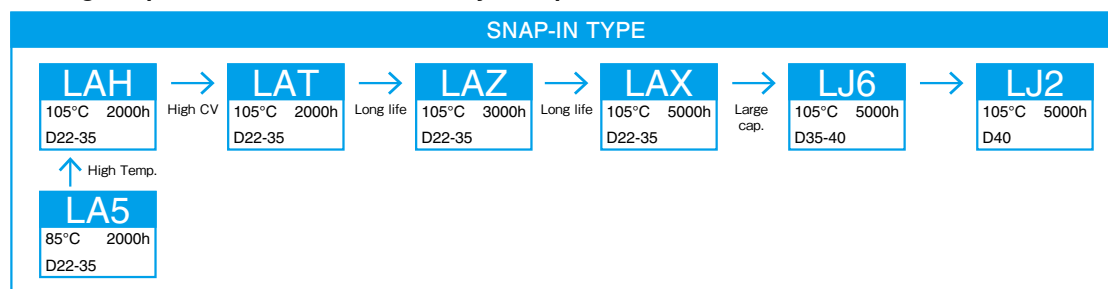 SNAP-IN TYPE
LAH
105°C 2000h
D22-35
High CV
LAT
105°C 2000h
D22-35
Long life
LAZ
105°C 3000h
D22-35
Long life
LAX
105°C 5000h
D22-35
Large
cap.
LJ6
105°C 5000h
D35-40
LJ2
105°C 5000h
D40
High Temp.
LA5
85°C 2000h
D22-35